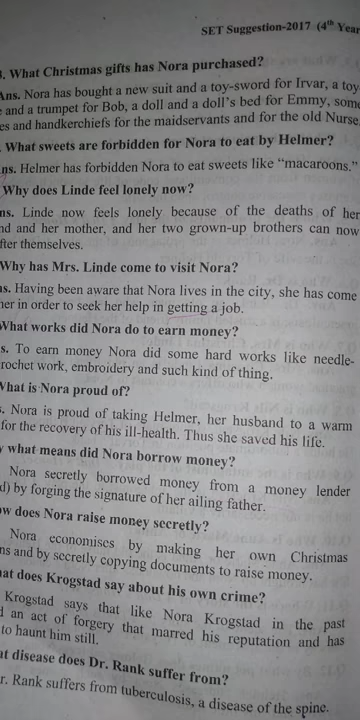 SET Suggestion-2017 (4th Year
. What Christmas gifts has Nora purchased?
Ans. Nora has bought a new suit and a toy-sword for Irvar, a toy
and a trumpet for Bob, a doll and a doll's bed for Emmy, some
es and handkerchiefs for the maidservants and for the old Nurse
. What sweets are forbidden for Nora to eat by Helmer?
ns. Helmer has forbidden Nora to eat sweets like "macaroons."
Why does Linde feel lonely now?
ns. Linde now feels lonely because of the deaths of her
nd and her mother, and her two grown-up brothers can now
fter themselves.
Why has Mrs. Linde come to visit Nora?
s. Having been aware that Nora lives in the city, she has come
her in order to seek her help in getting a job.
What works did Nora do to earn money?
s. To earn money Nora did some hard works like needle-
rochet work, embroidery and such kind of thing.
What is Nora proud of?
. Nora is proud of taking Helmer, her husband to a warm
for the recovery of his ill-health. Thus she saved his life.
y what means did Nora borrow money?
Nora secretly borrowed money from a money lender
d) by forging the signature of her ailing father.
ow does Nora raise money secretly?
Nora economises by making her own Christmas
ns and by secretly copying documents to raise money.
at does Krogstad say about his own crime?
Krogstad says that like Nora Krogstad in the past
d an act of forgery that marred his reputation and has
to haunt him still.
at disease does Dr. Rank suffer from?
r. Rank suffers from tuberculosis, a disease of the spine.